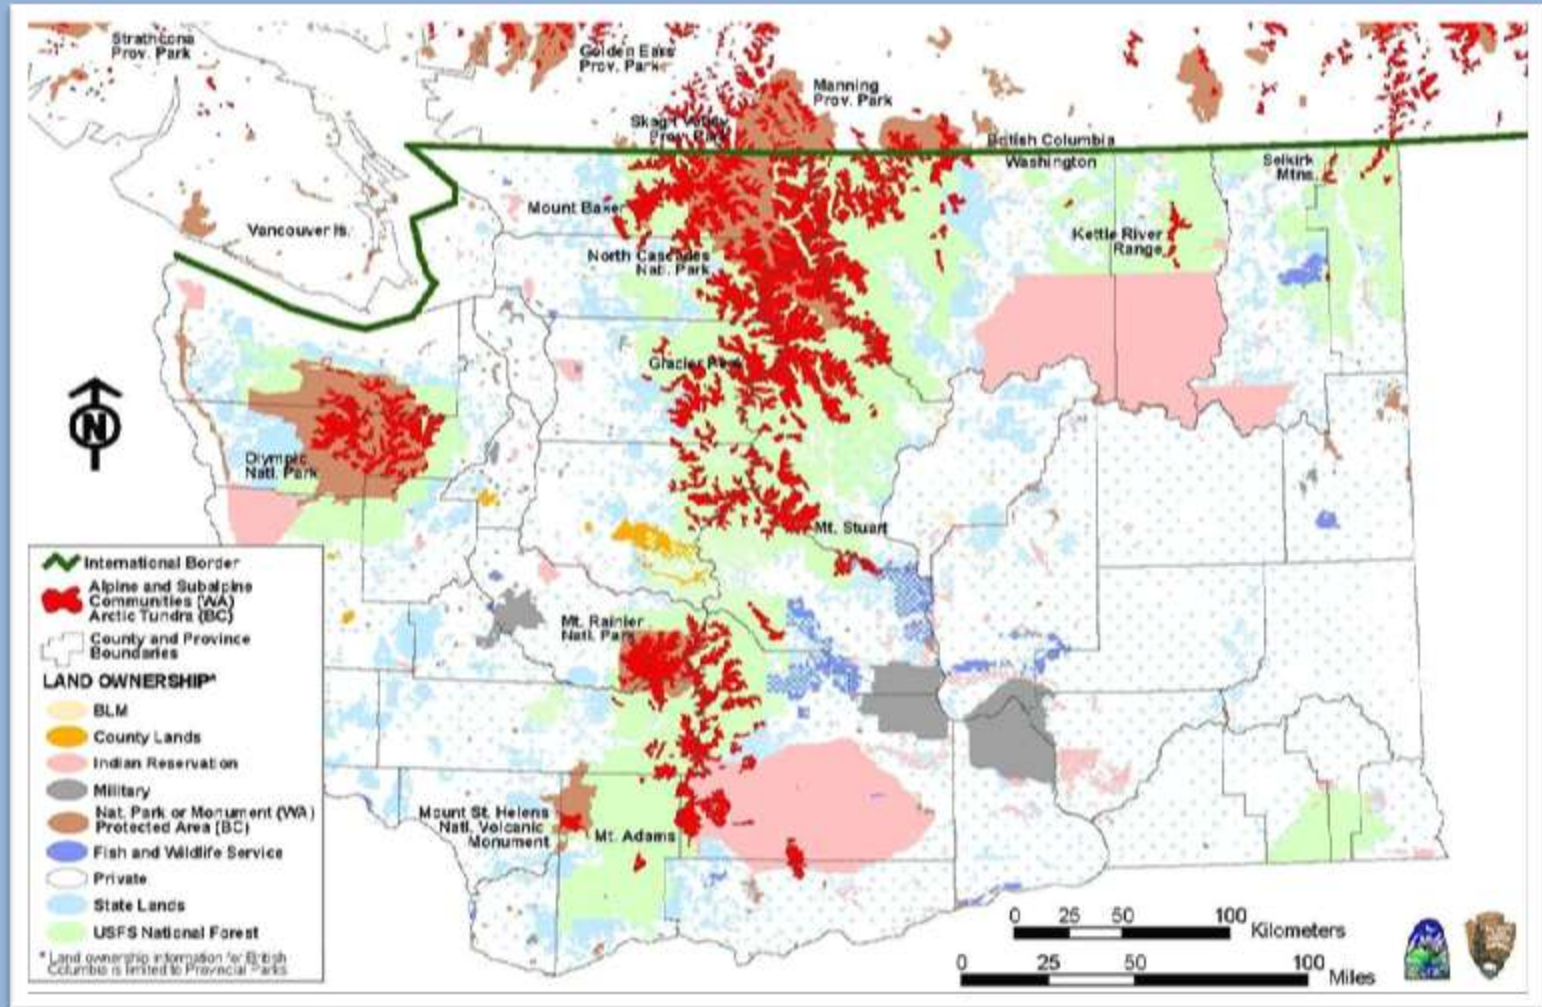 Strathcona
Prov. Park
Golden Ears
Prov. Park
Manning
Prov. Park
Skagit Valley
Prov. Park
British Columbia
Washington
Selkirk
Mtns.
Mount Baker
Vancouver Is.
Kettle River
Range
North Cascades
Natl. Park
Glacier Peak
N
Olympic
Natl. Park
Mt. Stuart
International Border
Alpine and Subalpine
Communities (WA)
Arctic Tundra (BC)
County and Province
Boundaries
LAND OWNERSHIP*
BLM
County Lands
Indian Reservation
Military
Nat. Park or Monument (WA)
Protected Area (BC)
Fish and Wildlife Service
Private
State Lands
USFS National Forest
* Land ownership information for British
Columbia is limited to Provincial Parks
Mt. Rainier
Natl. Park
Mount St. Helens
Natl. Volcanic
Monument
Mt. Adams
0 25 50 100
Kilometers
0 25 50 100
Miles